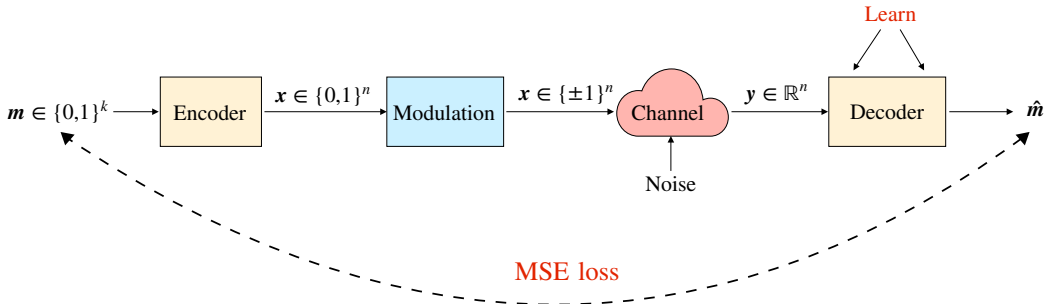 Learn
m ∈ {0,1}^k Encoder x ∈ {0,1}^n Modulation x ∈ {±1}^n Channel y ∈ ℝ^n Decoder m̂
Noise
MSE loss